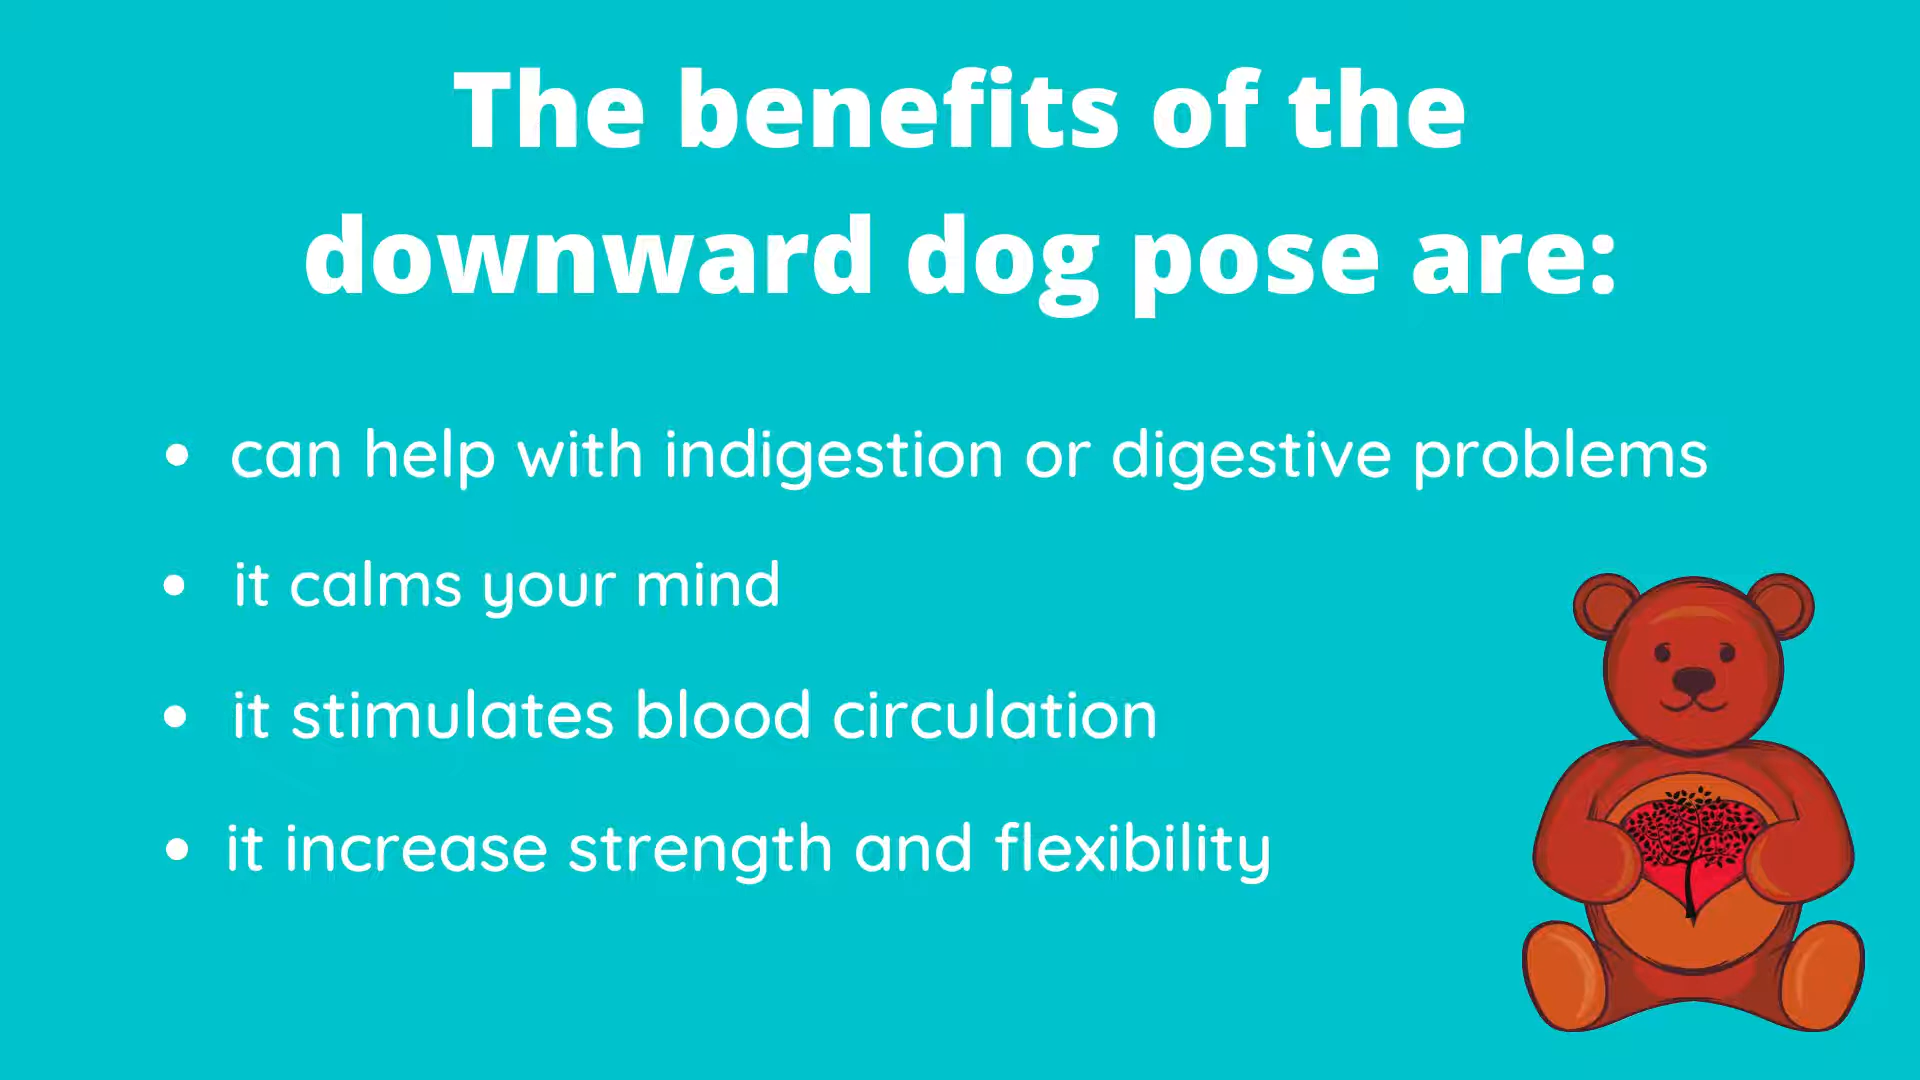 The benefits of the
downward dog pose are:
• can help with indigestion or digestive problems
• it calms your mind
• it stimulates blood circulation
• it increase strength and flexibility